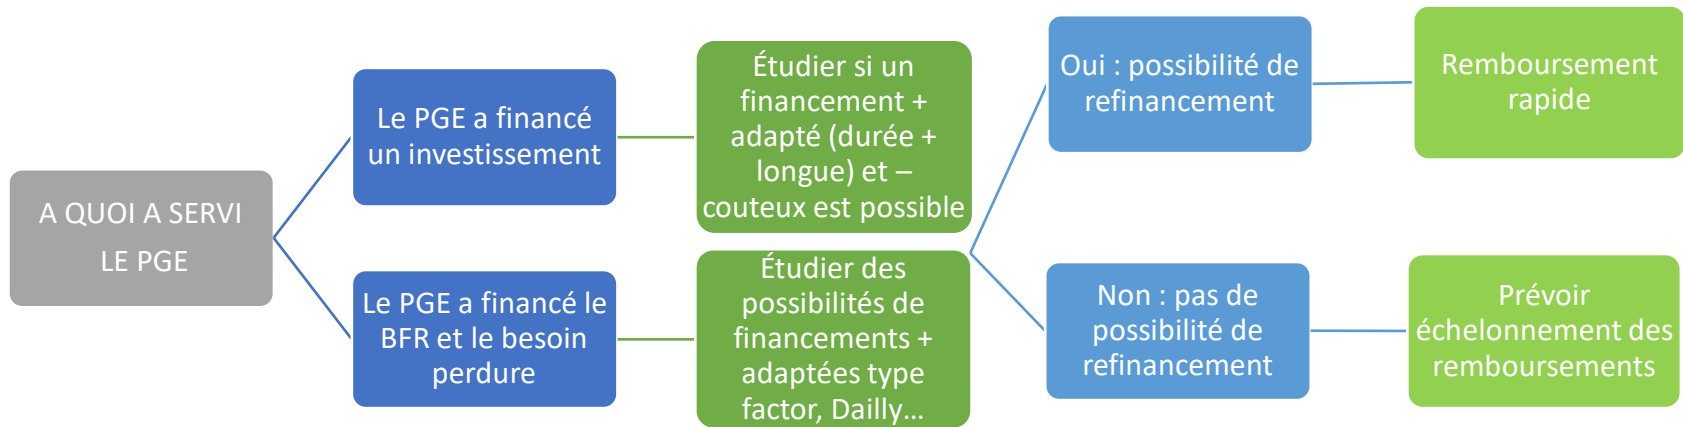 A QUOI A SERVI
LE PGE
Le PGE a financé
un investissement
Étudier si un
financement +
adapté (durée +
longue) et –
couteux est possible
Oui : possibilité de
refinancement
Remboursement
rapide
Le PGE a financé le
BFR et le besoin
perdure
Étudier des
possibilités de
financements +
adaptées type
factor, Dailly…
Non : pas de
possibilité de
refinancement
Prévoir
échelonnement des
remboursements